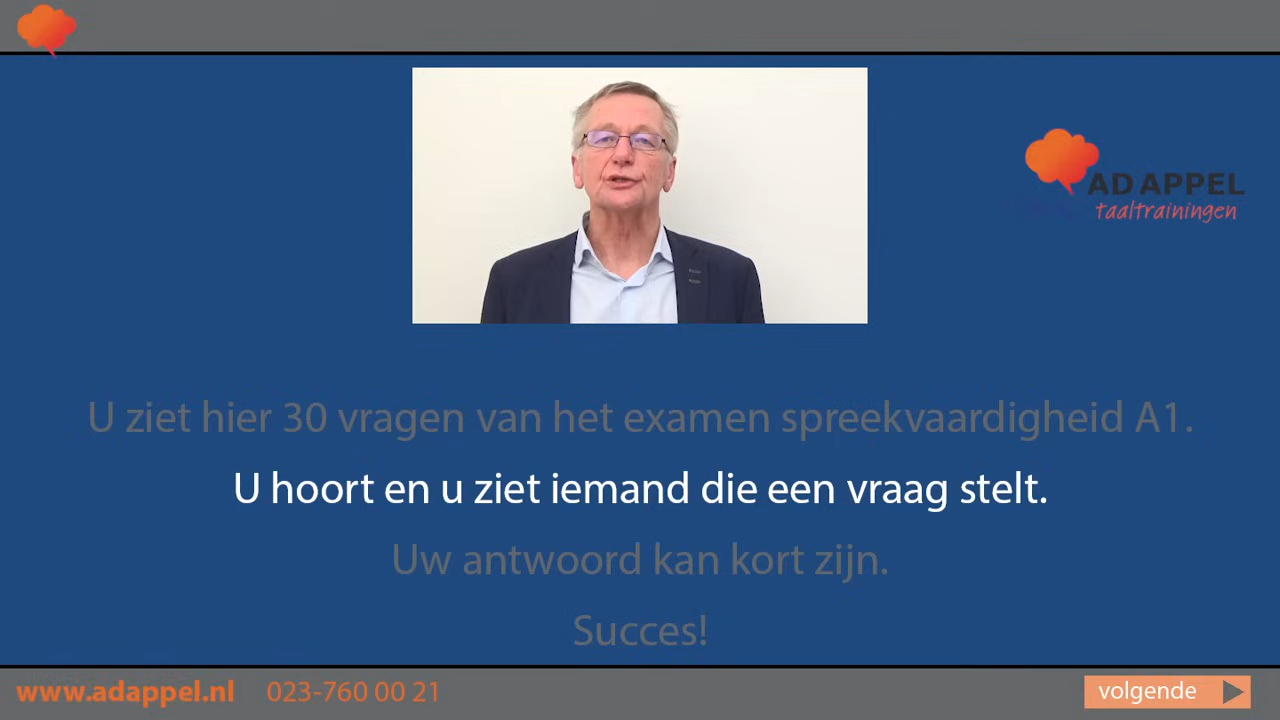 AD APPEL
taaltrainingen
U ziet hier 30 vragen van het examen spreekvaardigheid A1.
U hoort en u ziet iemand die een vraag stelt.
Uw antwoord kan kort zijn.
Succes!
www.adappel.nl 023-760 00 21
volgende